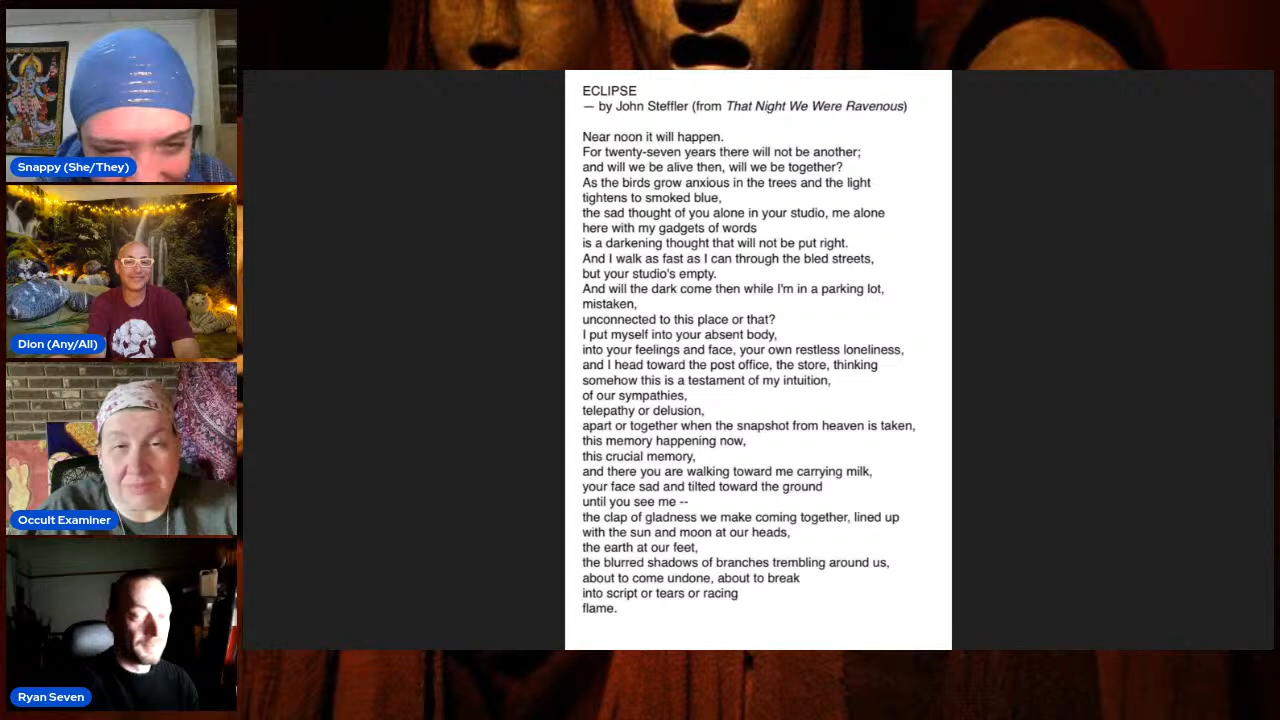 Snappy (She/They)
Dion (Any/All)
Occult Examiner
Ryan Seven
ECLIPSE
— by John Steffler (from That Night We Were Ravenous)
Near noon it will happen.
For twenty-seven years there will not be another;
and will we be alive then, will we be together?
As the birds grow anxious in the trees and the light
tightens to smoked blue,
the sad thought of you alone in your studio, me alone
here with my gadgets of words
is a darkening thought that will not be put right.
And I walk as fast as I can through the bled streets,
but your studio's empty.
And will the dark come then while I'm in a parking lot,
mistaken,
unconnected to this place or that?
I put myself into your absent body,
into your feelings and face, your own restless loneliness,
and I head toward the post office, the store, thinking
somehow this is a testament of my intuition,
of our sympathies,
telepathy or delusion,
apart or together when the snapshot from heaven is taken,
this memory happening now,
this crucial memory,
and there you are walking toward me carrying milk,
your face sad and tilted toward the ground
until you see me --
the clap of gladness we make coming together, lined up
with the sun and moon at our heads,
the earth at our feet,
the blurred shadows of branches trembling around us,
about to come undone, about to break
into script or tears or racing
flame.